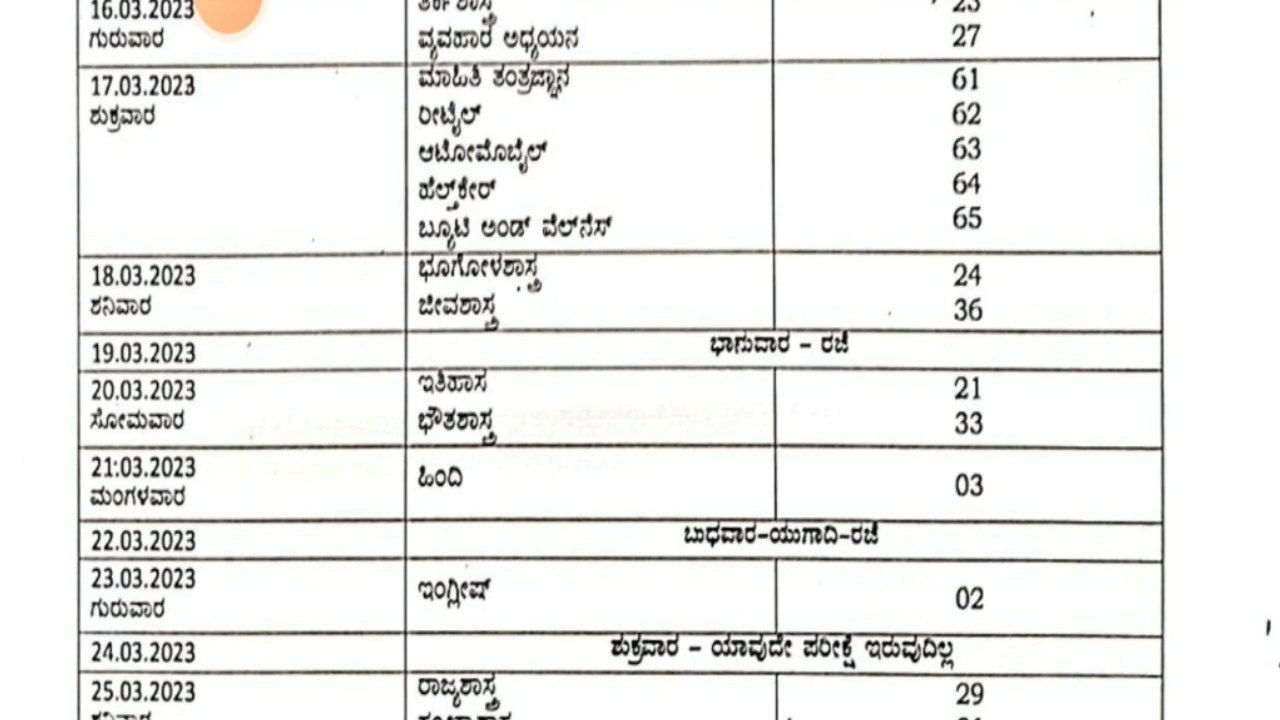 16.03.2023 ತರ್ಕಶಾಸ್ತ್ರ 23
ಗುರುವಾರ ವ್ಯವಹಾರ ಅಧ್ಯಯನ 27
17.03.2023 ಮಾಹಿತಿ ತಂತ್ರಜ್ಞಾನ 61
ಶುಕ್ರವಾರ ರೀಟೈಲ್ 62
ಆಟೋಮೊಬೈಲ್ 63
ಹೆಲ್ತ್‌ಕೇರ್ 64
ಬ್ಯೂಟಿ ಅಂಡ್ ವೆಲ್‌ನೆಸ್ 65
18.03.2023 ಭೂಗೋಳಶಾಸ್ತ್ರ 24
ಶನಿವಾರ ಜೀವಶಾಸ್ತ್ರ 36
19.03.2023 ಭಾನುವಾರ – ರಜೆ
20.03.2023 ಇತಿಹಾಸ 21
ಸೋಮವಾರ ಭೌತಶಾಸ್ತ್ರ 33
21.03.2023 ಹಿಂದಿ 03
ಮಂಗಳವಾರ
22.03.2023 ಬುಧವಾರ–ಯುಗಾದಿ–ರಜೆ
23.03.2023 ಇಂಗ್ಲೀಷ್ 02
ಗುರುವಾರ
24.03.2023 ಶುಕ್ರವಾರ – ಯಾವುದೇ ಪರೀಕ್ಷೆ ಇರುವುದಿಲ್ಲ
25.03.2023 ರಾಜ್ಯಶಾಸ್ತ್ರ 29